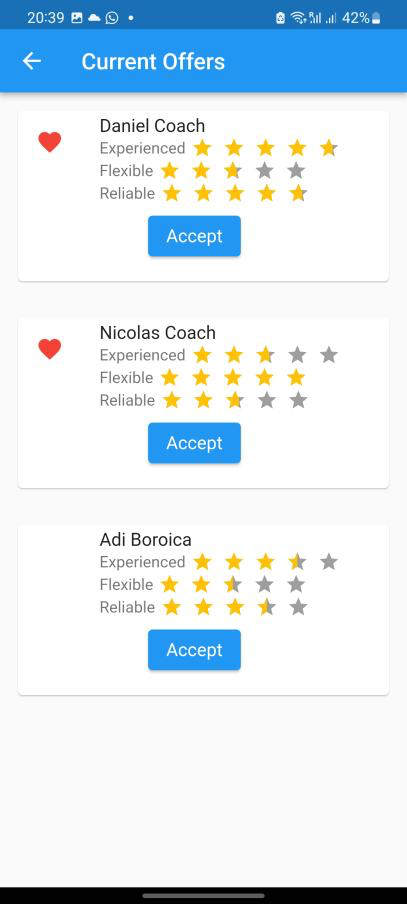 20:39 42%
Current Offers
Daniel Coach
Experienced
Flexible
Reliable
Accept
Nicolas Coach
Experienced
Flexible
Reliable
Accept
Adi Boroica
Experienced
Flexible
Reliable
Accept